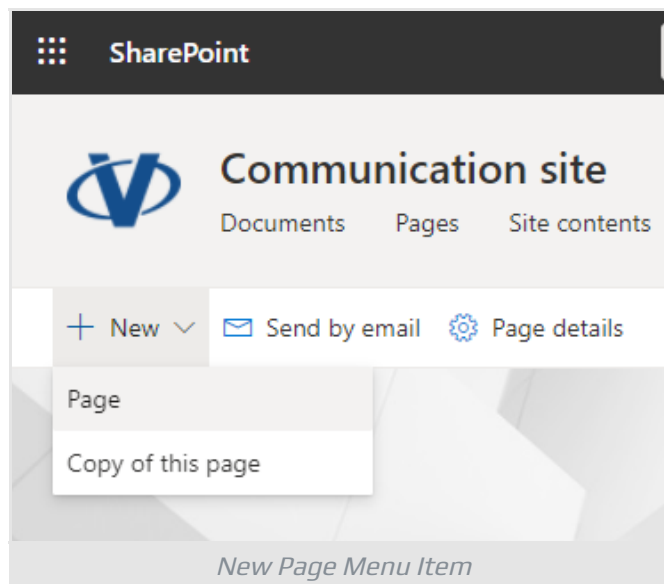 SharePoint
Communication site
Documents Pages Site contents
New Send by email Page details
Page
Copy of this page
New Page Menu Item